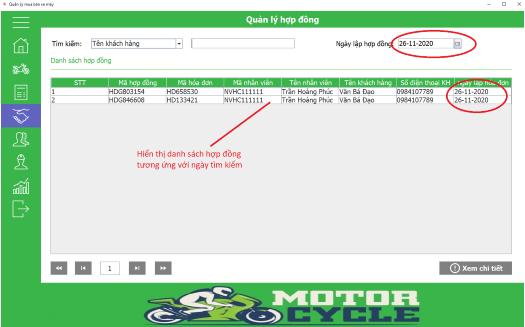 Quản lý mua bán xe máy
Quản lý hợp đồng
Tìm kiếm: Tên khách hàng Ngày lập hợp đồng: 26-11-2020
Danh sách hợp đồng
STT Mã hợp đồng Mã hóa đơn Mã nhân viên Tên nhân viên Tên khách hàng Số điện thoại KH Ngày lập hóa đơn
1 HDG803154 HD658530 NVHC111111 Trần Hoàng Phúc Văn Bá Đạo 0984107789 26-11-2020
2 HDG846608 HD133421 NVHC111111 Trần Hoàng Phúc Văn Bá Đạo 0984107789 26-11-2020
Hiển thị danh sách hợp đồng
tương ứng với ngày tìm kiếm
1 Xem chi tiết
MOTOR
CYCLE